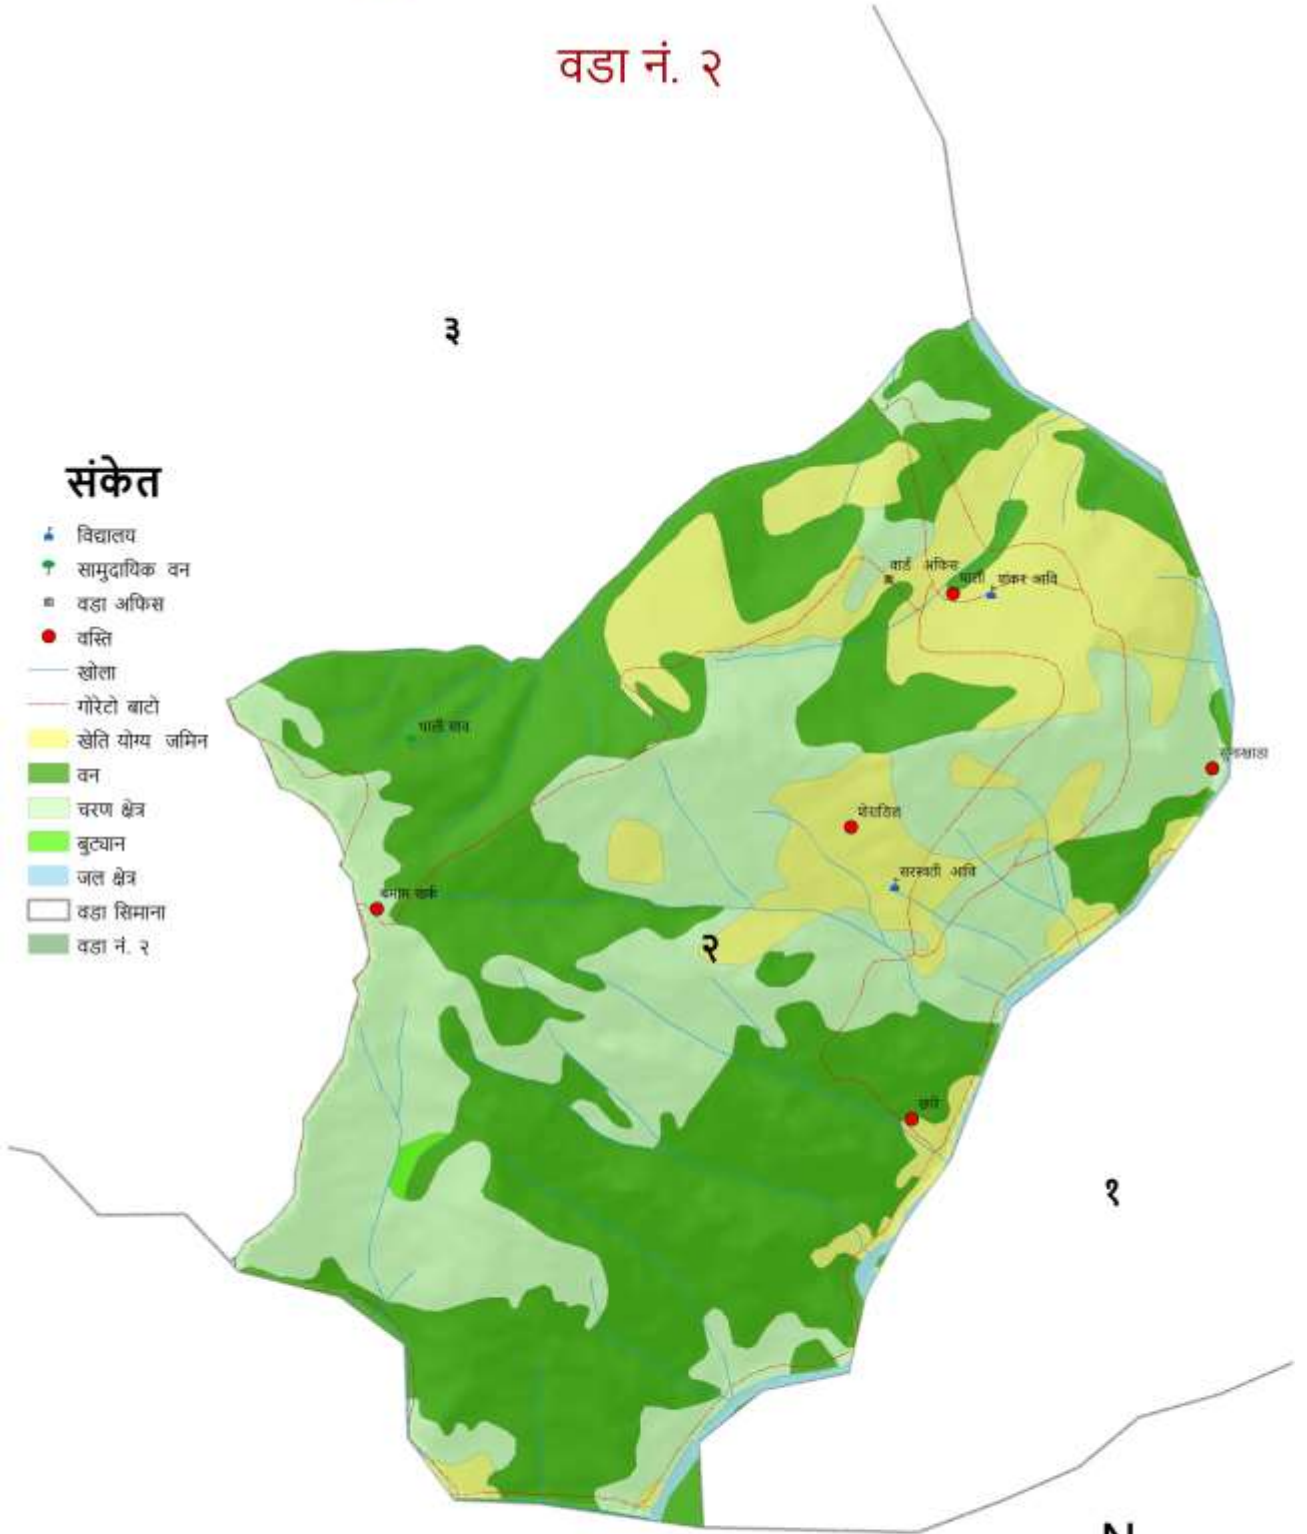 वडा नं. २
३
संकेत
विद्यालय
सामुदायिक वन
वडा अफिस
वस्ति
खोला
गोरेटो बाटो
खेति योग्य जमिन
वन
चरण क्षेत्र
बुट्यान
जल क्षेत्र
वडा सिमाना
वडा नं. २
वार्ड अफिस
शंकर आवि
सरस्वती आवि
२
१
N